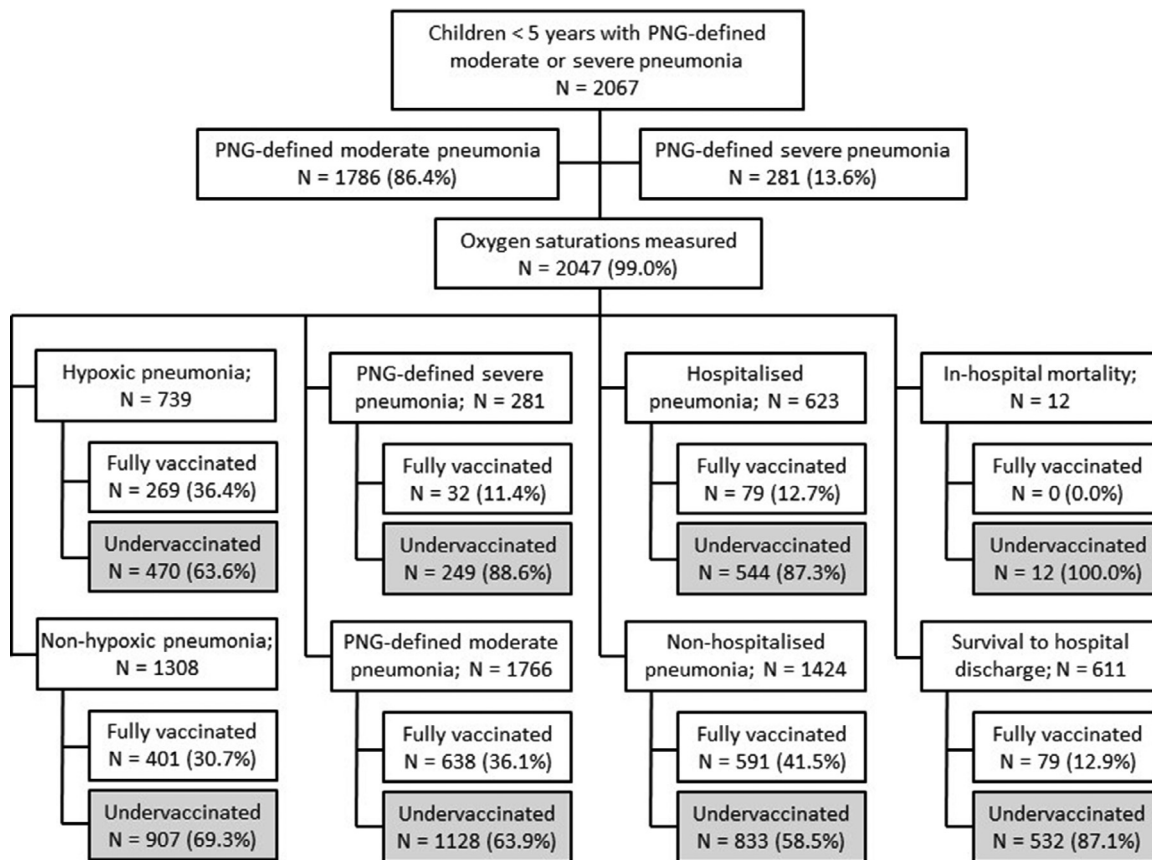 Children < 5 years with PNG-defined
moderate or severe pneumonia
N = 2067
PNG-defined moderate pneumonia
N = 1786 (86.4%)
PNG-defined severe pneumonia
N = 281 (13.6%)
Oxygen saturations measured
N = 2047 (99.0%)
Hypoxic pneumonia;
N = 739
Fully vaccinated
N = 269 (36.4%)
Undervaccinated
N = 470 (63.6%)
Non-hypoxic pneumonia;
N = 1308
Fully vaccinated
N = 401 (30.7%)
Undervaccinated
N = 907 (69.3%)
PNG-defined severe
pneumonia; N = 281
Fully vaccinated
N = 32 (11.4%)
Undervaccinated
N = 249 (88.6%)
PNG-defined moderate
pneumonia; N = 1766
Fully vaccinated
N = 638 (36.1%)
Undervaccinated
N = 1128 (63.9%)
Hospitalised
pneumonia; N = 623
Fully vaccinated
N = 79 (12.7%)
Undervaccinated
N = 544 (87.3%)
Non-hospitalised
pneumonia; N = 1424
Fully vaccinated
N = 591 (41.5%)
Undervaccinated
N = 833 (58.5%)
In-hospital mortality;
N = 12
Fully vaccinated
N = 0 (0.0%)
Undervaccinated
N = 12 (100.0%)
Survival to hospital
discharge; N = 611
Fully vaccinated
N = 79 (12.9%)
Undervaccinated
N = 532 (87.1%)